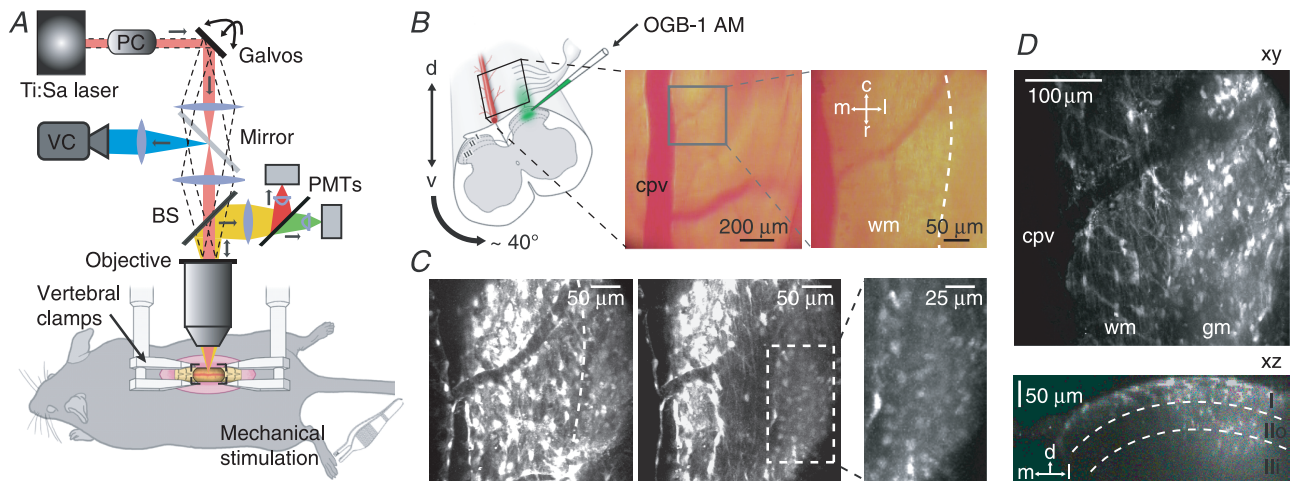 A
PC
Galvos
Ti:Sa laser
VC
Mirror
PMTs
BS
Objective
Vertebral
clamps
Mechanical
stimulation
B
OGB-1 AM
d
v
~ 40°
cpv
200 µm
c
m l
r
wm
50 µm
C
50 µm
50 µm
25 µm
D
xy
100 µm
cpv
wm
gm
xz
50 µm
I
IIo
IIi
d
m l